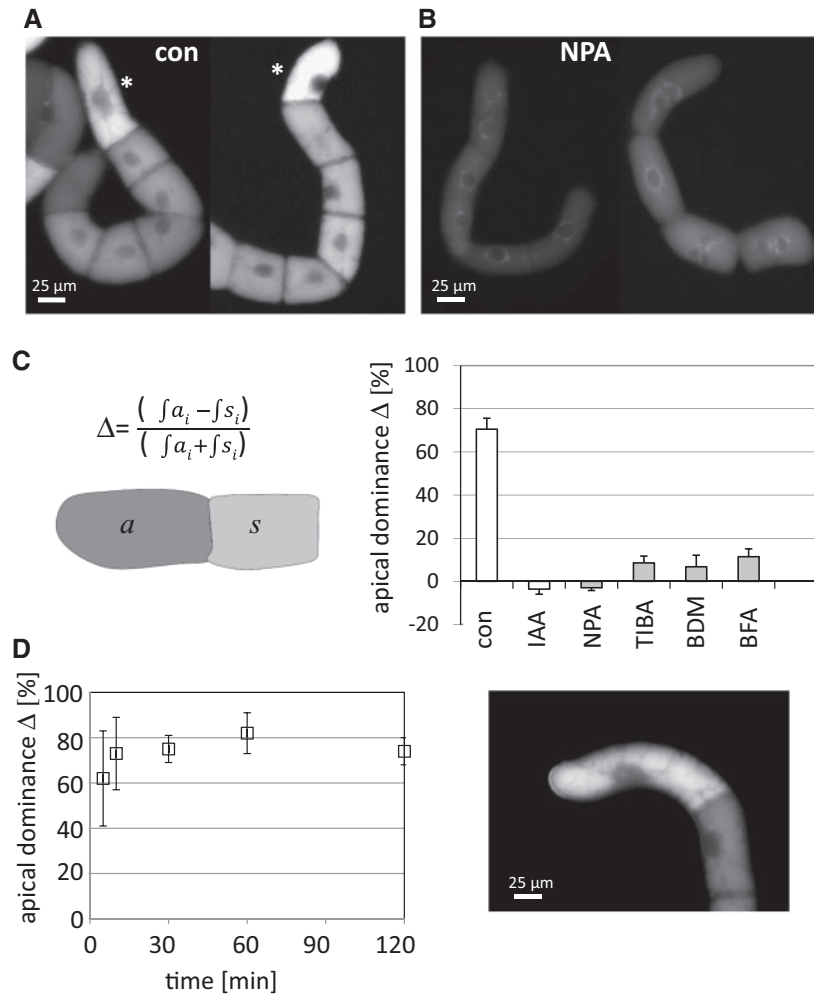 A
B
con
NPA
*
*
25 µm
25 µm
C
Δ= ( ∫aᵢ −∫sᵢ) / ( ∫aᵢ+∫sᵢ)
a
s
apical dominance Δ [%]
100
80
60
40
20
0
-20
con
IAA
NPA
TIBA
BDM
BFA
D
apical dominance Δ [%]
100
80
60
40
20
0
0
30
60
90
120
time [min]
25 µm